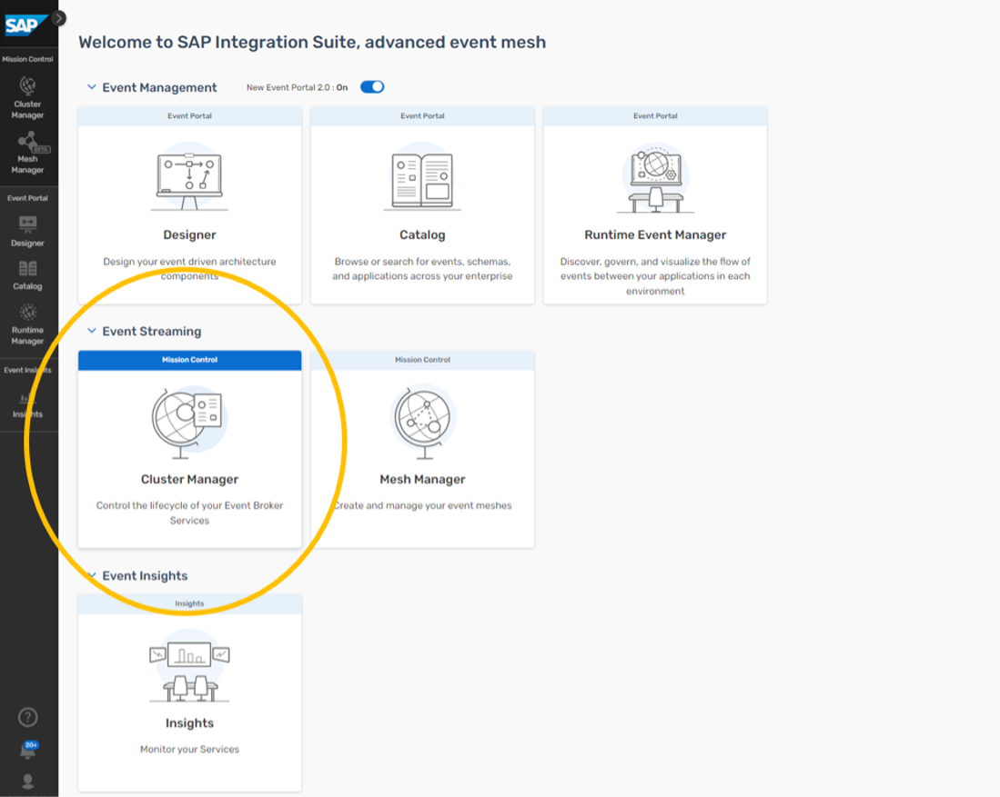 SAP
Mission Control
Cluster
Manager
BETA
Mesh
Manager
Event Portal
Designer
Catalog
Runtime
Manager
Event Insights
Insights
20+
Welcome to SAP Integration Suite, advanced event mesh
Event Management
New Event Portal 2.0 : On
Event Portal
Designer
Design your event driven architecture
components
Event Portal
Catalog
Browse or search for events, schemas,
and applications across your enterprise
Event Portal
Runtime Event Manager
Discover, govern, and visualize the flow of
events between your applications in each
environment
Event Streaming
Mission Control
Cluster Manager
Control the lifecycle of your Event Broker
Services
Mission Control
Mesh Manager
Create and manage your event meshes
Event Insights
Insights
Insights
Monitor your Services